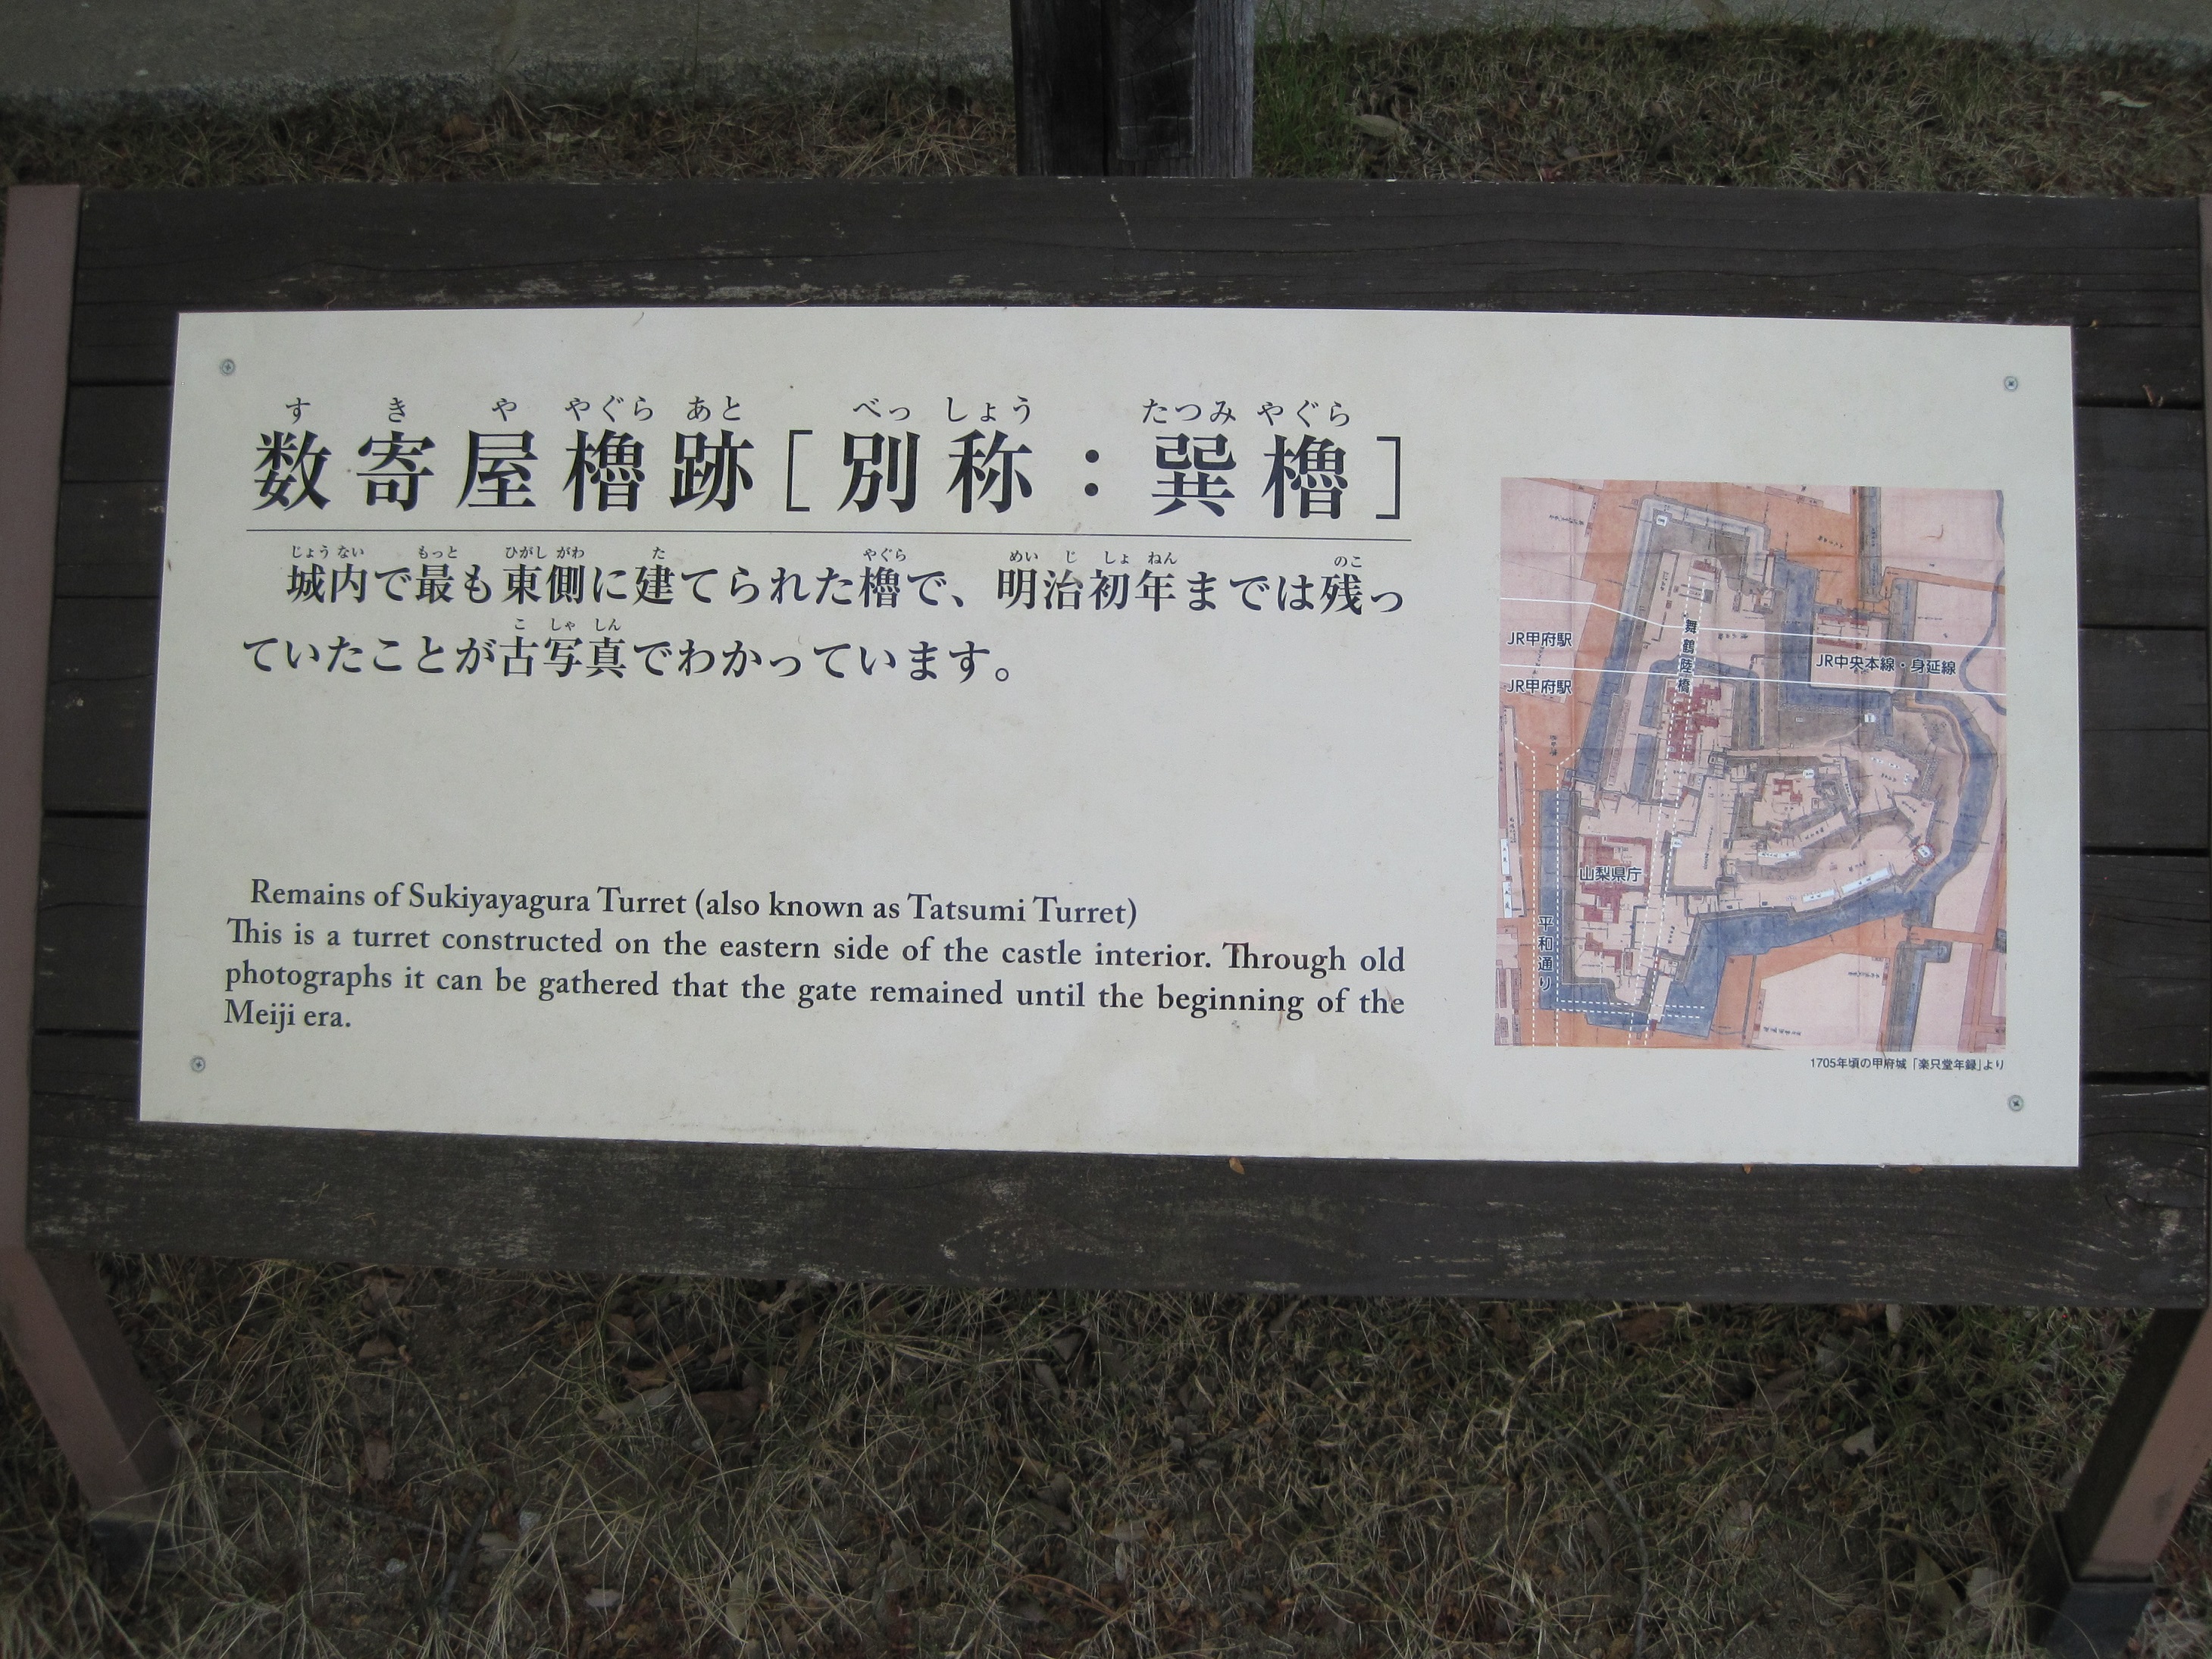 す き や やぐら あと べっ しょう たつみ やぐら
数寄屋櫓跡［別称：巽櫓］
じょう ない もっと ひがし がわ た やぐら めい じ しょ ねん のこ
城内で最も東側に建てられた櫓で、明治初年までは残っ
こ しゃ しん
ていたことが古写真でわかっています。
Remains of Sukiyayagura Turret (also known as Tatsumi Turret)
This is a turret constructed on the eastern side of the castle interior. Through old
photographs it can be gathered that the gate remained until the beginning of the
Meiji era.
舞鶴陸橋
JR甲府駅
JR中央本線・身延線
JR甲府駅
山梨県庁
平和通り
1705年頃の甲府城「楽只堂年録」より